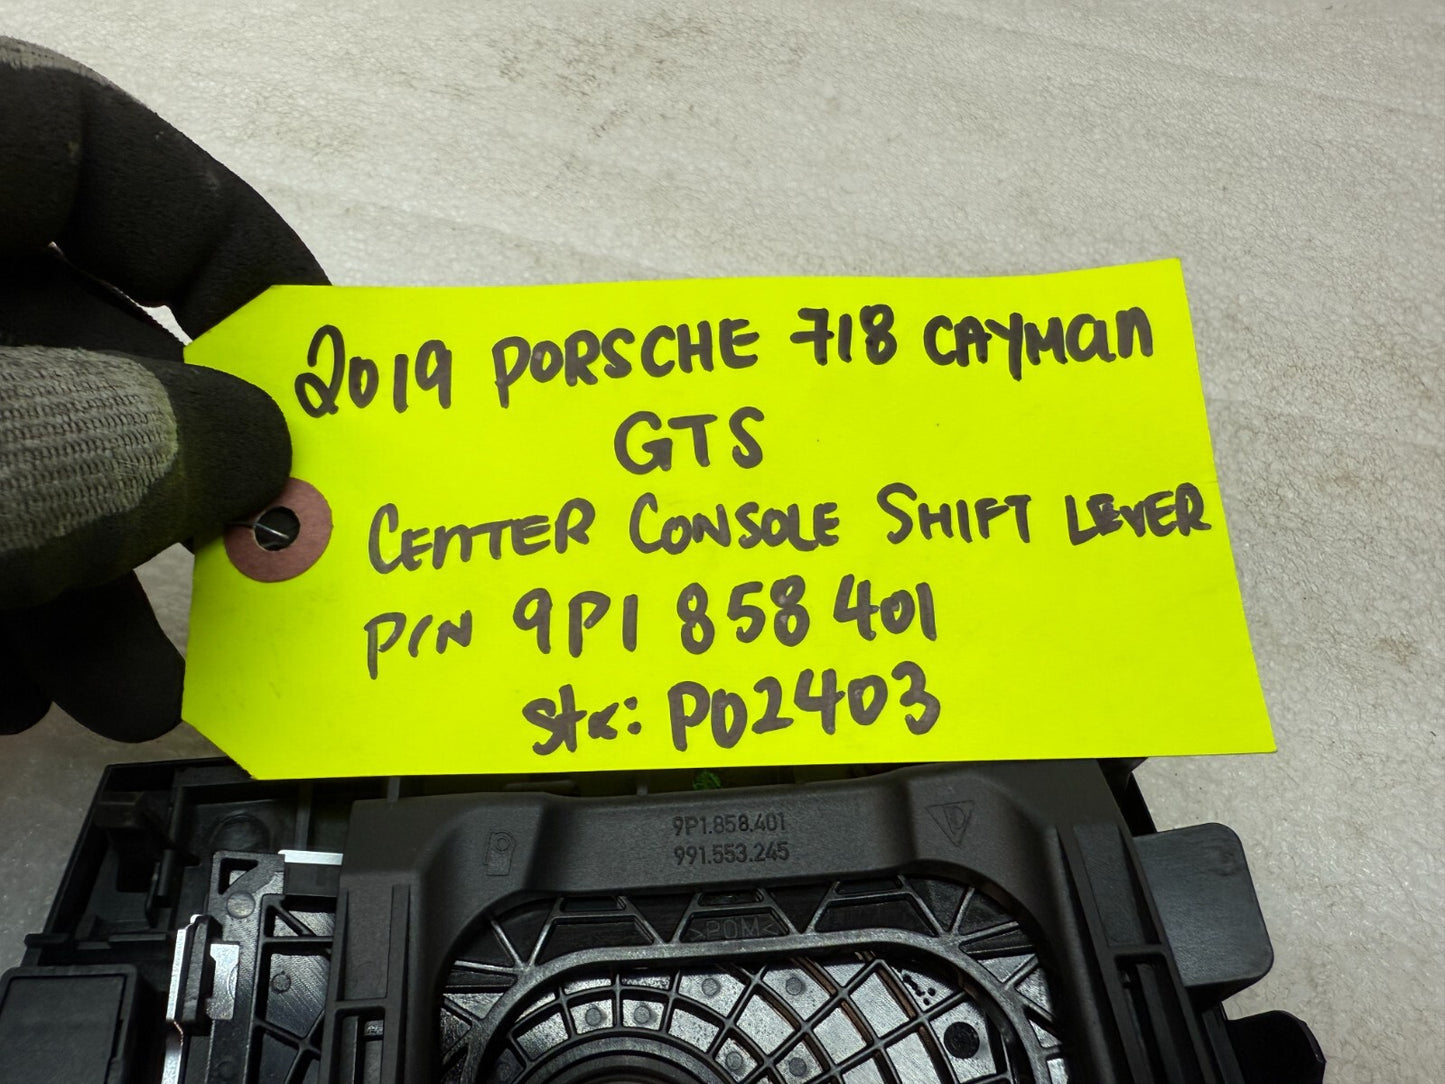 2019 PORSCHE 718 CAYMAN
GTS
CENTER CONSOLE SHIFT LEVER
P/N 9P1 858 401
stk: P02403
9P1.858.401
991.553.245
>POM<